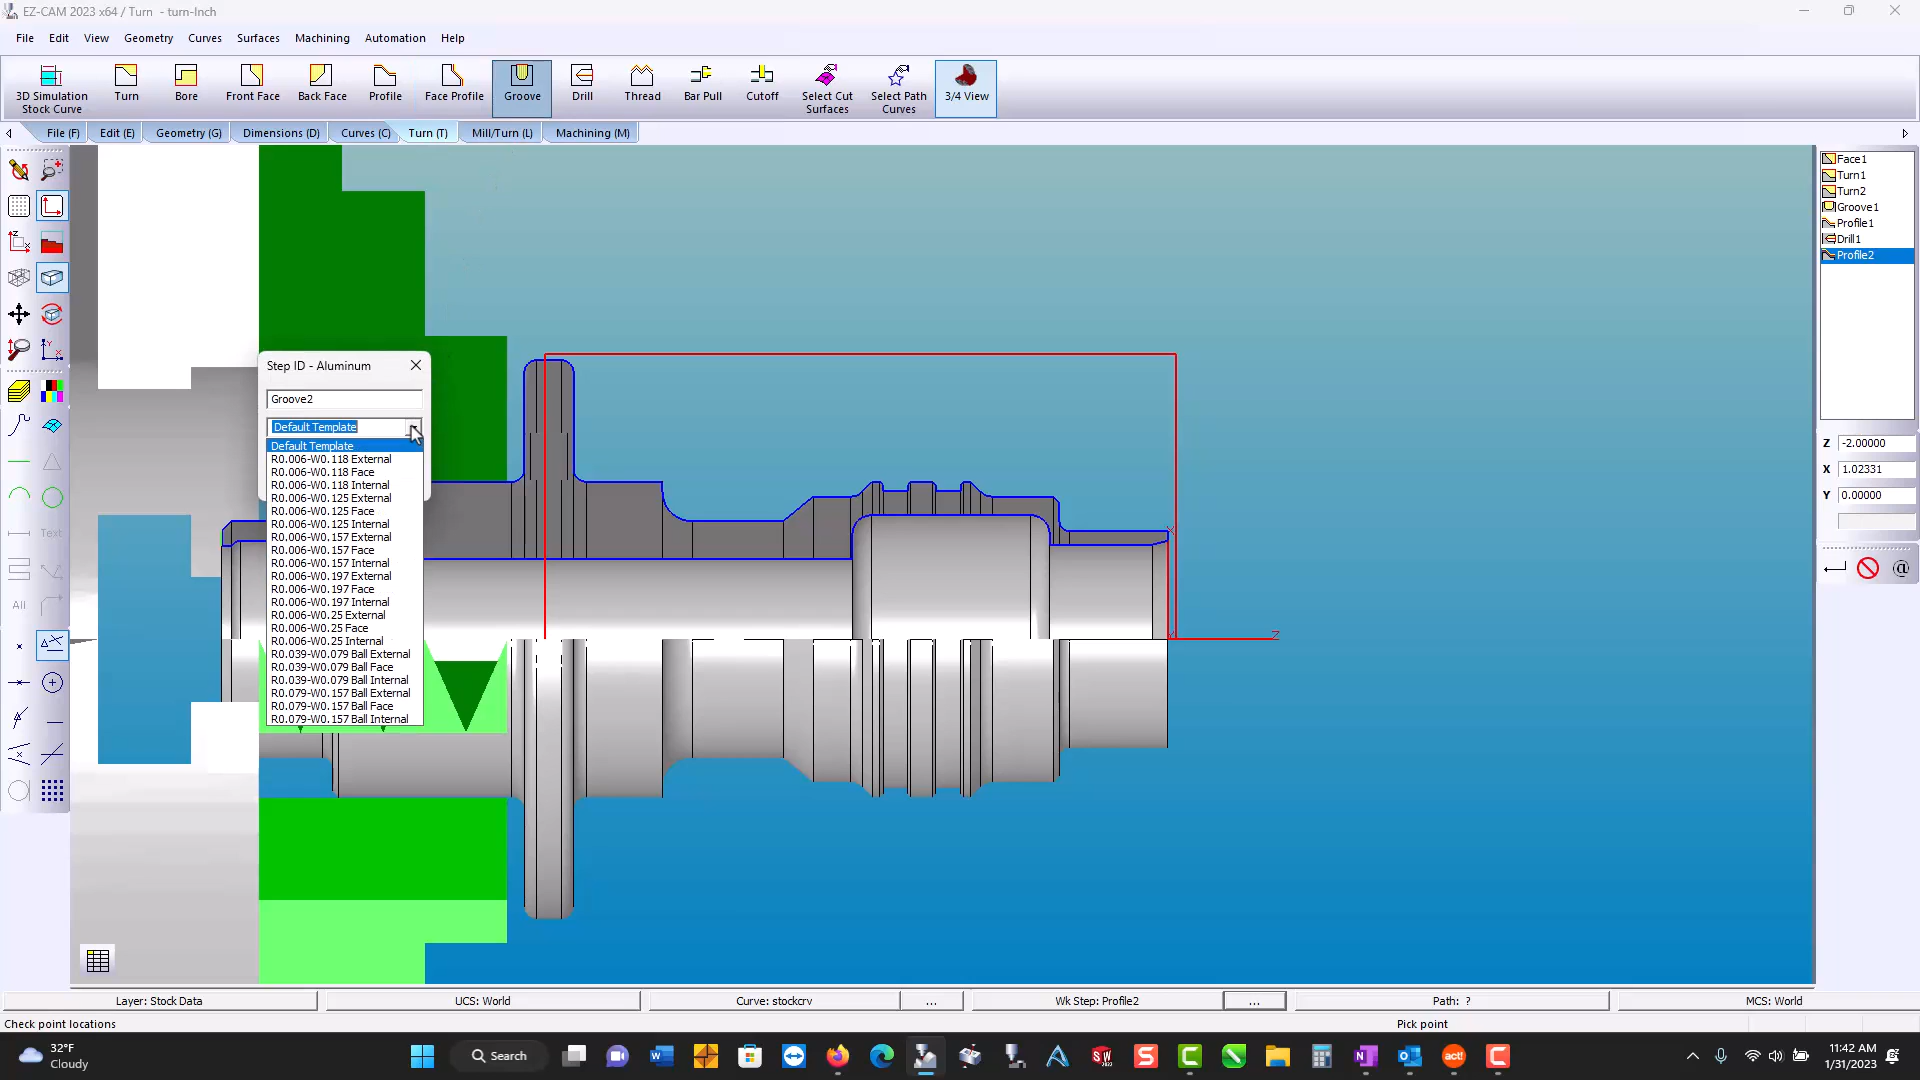 EZ-CAM 2023 x64 / Turn - turn-Inch
File Edit View Geometry Curves Surfaces Machining Automation Help
3D Simulation Stock Curve
Turn
Bore
Front Face
Back Face
Profile
Face Profile
Groove
Drill
Thread
Bar Pull
Cutoff
Select Cut Surfaces
Select Path Curves
3/4 View
File (F) Edit (E) Geometry (G) Dimensions (D) Curves (C) Turn (T) Mill/Turn (L) Machining (M)
Face1
Turn1
Turn2
Groove1
Profile1
Drill1
Profile2
Step ID - Aluminum
Groove2
Default Template
Default Template
R0.006-W0.118 External
R0.006-W0.118 Face
R0.006-W0.118 Internal
R0.006-W0.125 External
R0.006-W0.125 Face
R0.006-W0.125 Internal
R0.006-W0.157 External
R0.006-W0.157 Face
R0.006-W0.157 Internal
R0.006-W0.197 External
R0.006-W0.197 Face
R0.006-W0.197 Internal
R0.006-W0.25 External
R0.006-W0.25 Face
R0.006-W0.25 Internal
R0.039-W0.079 Ball External
R0.039-W0.079 Ball Face
R0.039-W0.079 Ball Internal
R0.079-W0.157 Ball External
R0.079-W0.157 Ball Face
R0.079-W0.157 Ball Internal
Text
All
X
Z
Z -2.00000
X 1.02331
Y 0.00000
@
Layer: Stock Data UCS: World Curve: stockcrv ... Wk Step: Profile2 ... Path: ? MCS: World
Check point locations Pick point
32°F
Cloudy
Search
act!
11:42 AM
1/31/2023